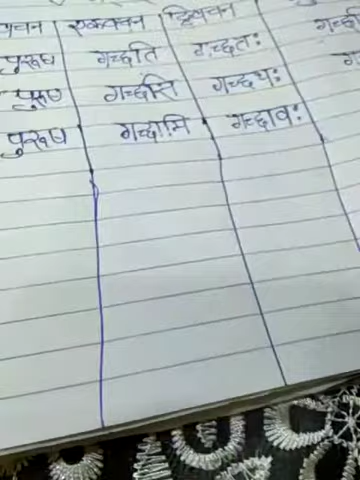 वचन एकवचन द्विवचन
पुरुष गच्छति गच्छतः
पुरुष गच्छसि गच्छथः
पुरुष गच्छामि गच्छावः